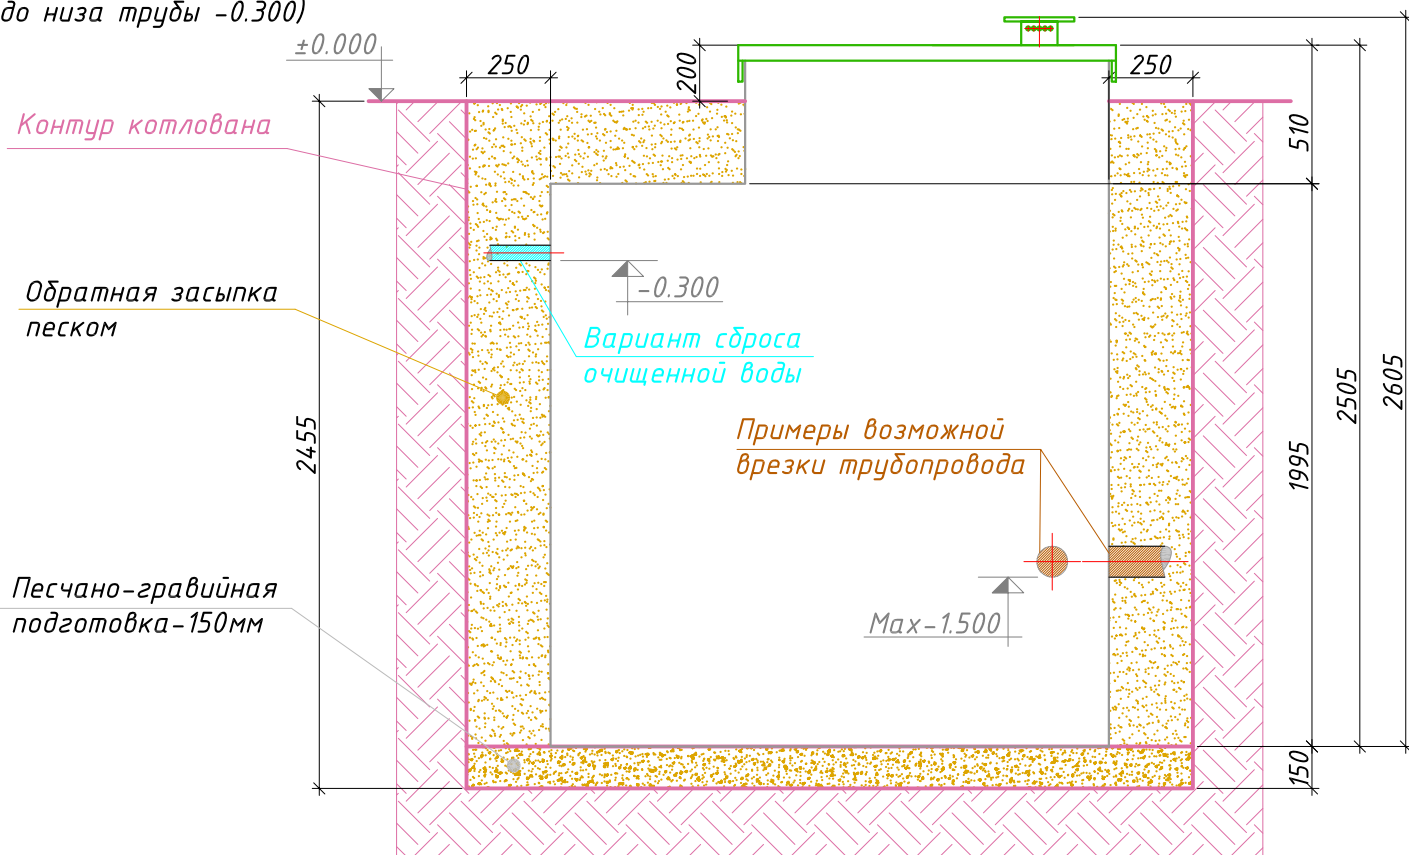 до низа трубы -0.300)
±0.000
250
200
250
Контур котлована
510
Обратная засыпка
песком
-0.300
Вариант сброса
очищенной воды
2455
Примеры возможной
врезки трубопровода
1995
2505
2605
Песчано-гравийная
подготовка-150мм
Max-1.500
150